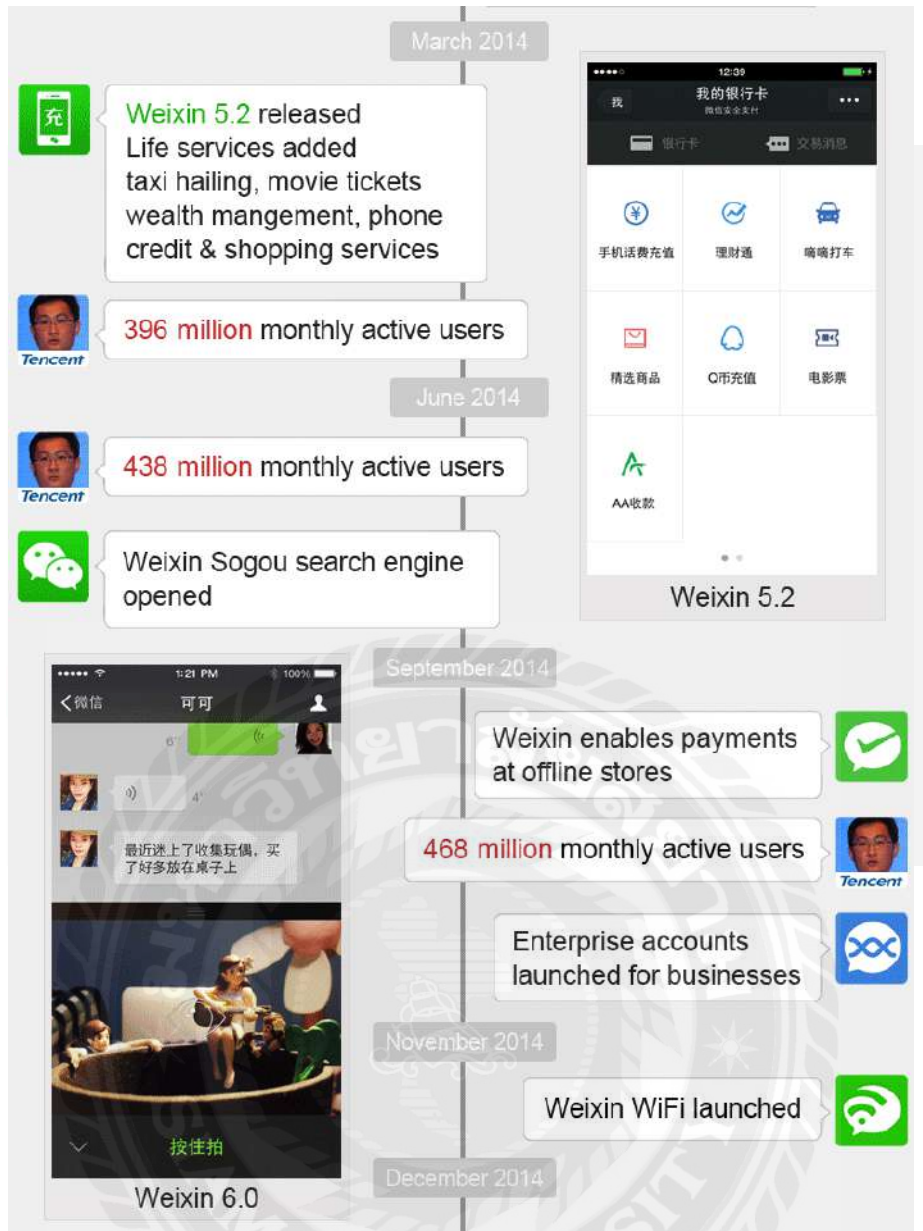 March 2014
充
Weixin 5.2 released
Life services added
taxi hailing, movie tickets
wealth mangement, phone
credit & shopping services
Tencent
396 million monthly active users
12:39
我
我的银行卡
微信安全支付
银行卡
交易消息
手机话费充值
理财通
嘀嘀打车
精选商品
Q币充值
电影票
AA收款
Weixin 5.2
June 2014
Tencent
438 million monthly active users
Weixin Sogou search engine
opened
September 2014
1:21 PM
100%
微信
可可
6"
4"
最近迷上了收集玩偶,买
了好多放在桌子上
按住拍
Weixin 6.0
Weixin enables payments
at offline stores
468 million monthly active users
Tencent
Enterprise accounts
launched for businesses
November 2014
Weixin WiFi launched
December 2014